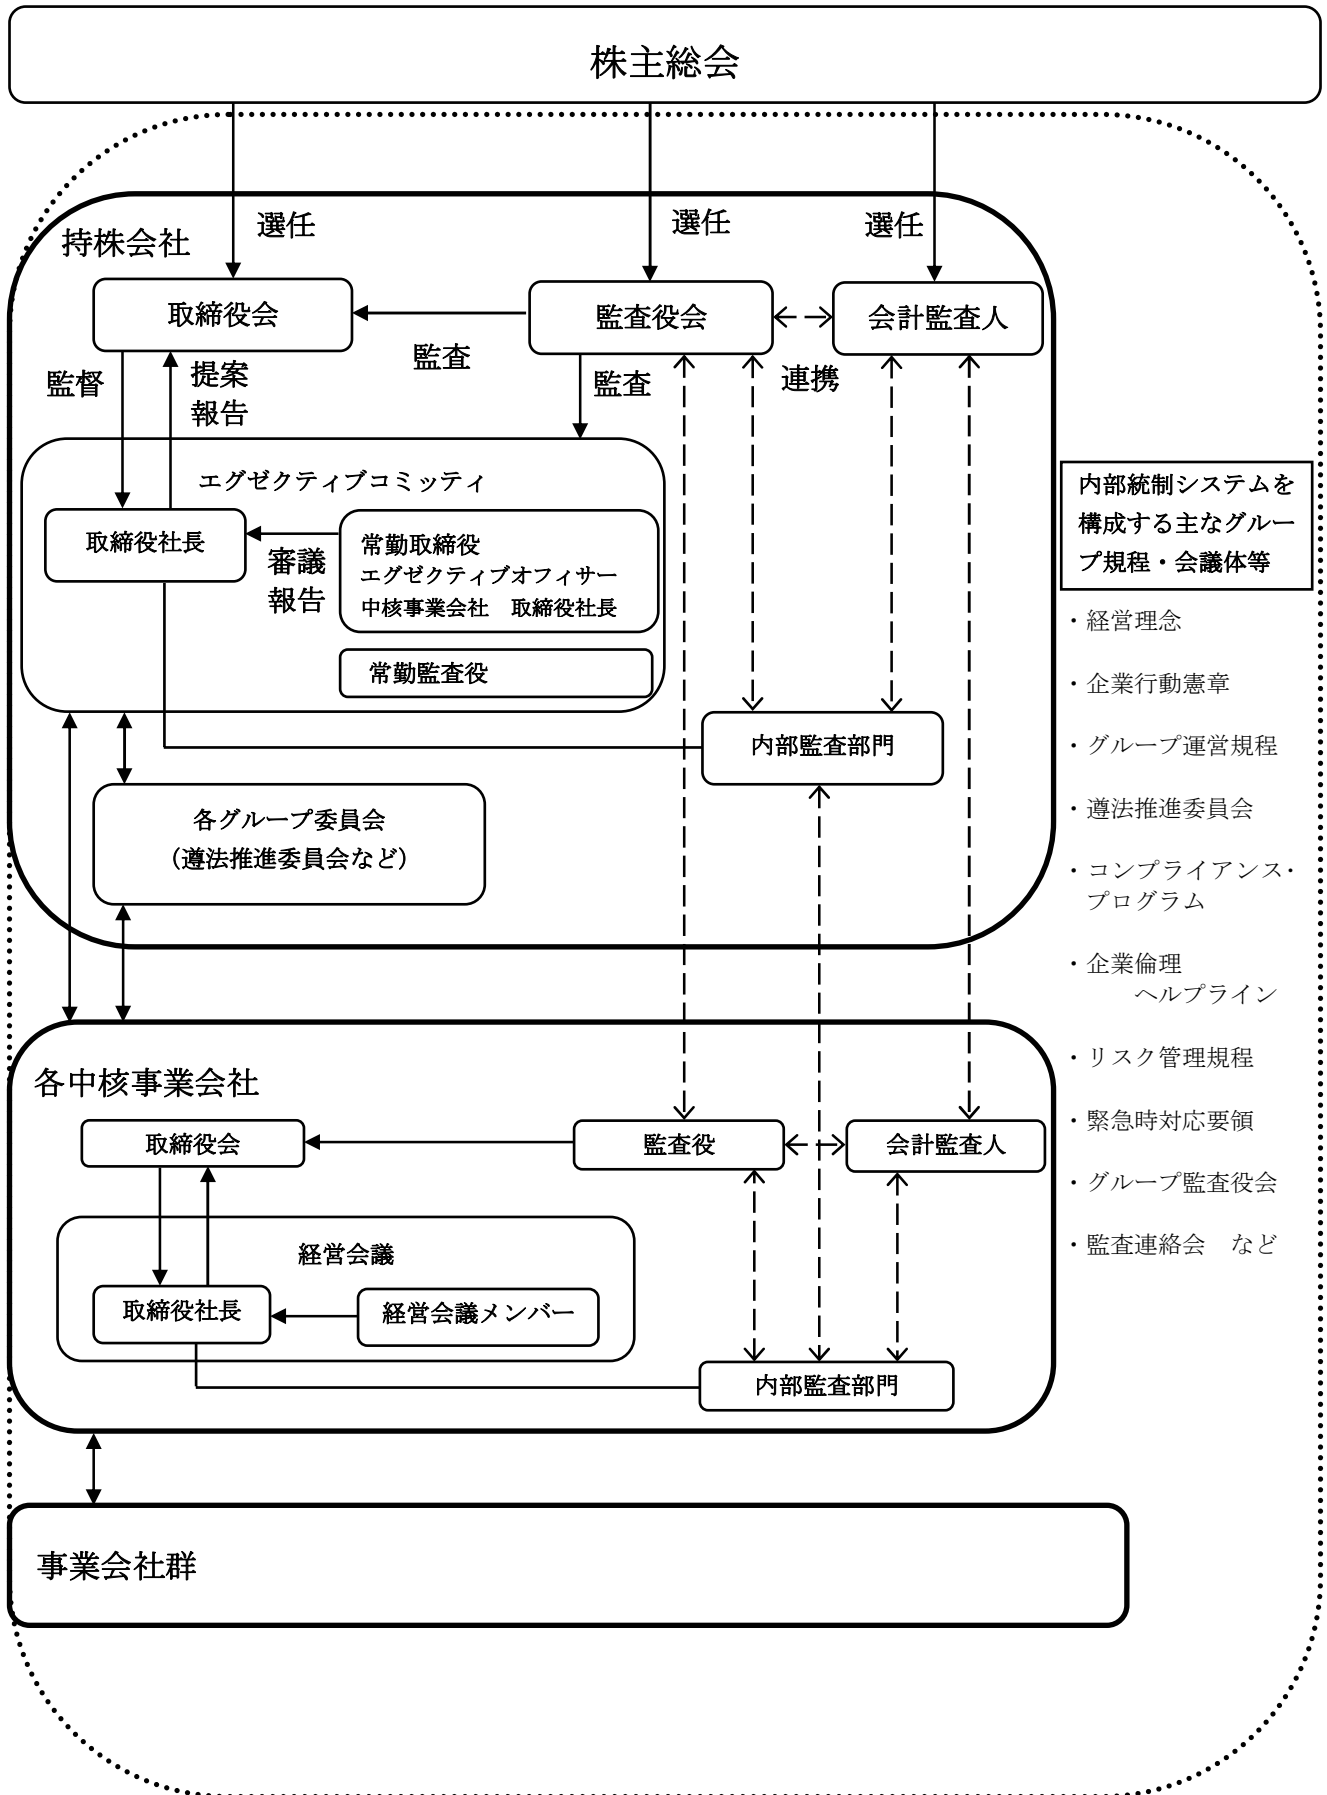 株主総会
持株会社
選任
選任
選任
取締役会
監査役会
会計監査人
監査
監督
提案
報告
監査
連携
エグゼクティブコミッティ
取締役社長
審議
報告
常勤取締役
エグゼクティブオフィサー
中核事業会社　取締役社長
常勤監査役
内部監査部門
各グループ委員会
（遵法推進委員会など）
内部統制システムを
構成する主なグルー
プ規程・会議体等
・経営理念
・企業行動憲章
・グループ運営規程
・遵法推進委員会
・コンプライアンス・
プログラム
・企業倫理
ヘルプライン
・リスク管理規程
・緊急時対応要領
・グループ監査役会
・監査連絡会　など
各中核事業会社
取締役会
監査役
会計監査人
経営会議
取締役社長
経営会議メンバー
内部監査部門
事業会社群